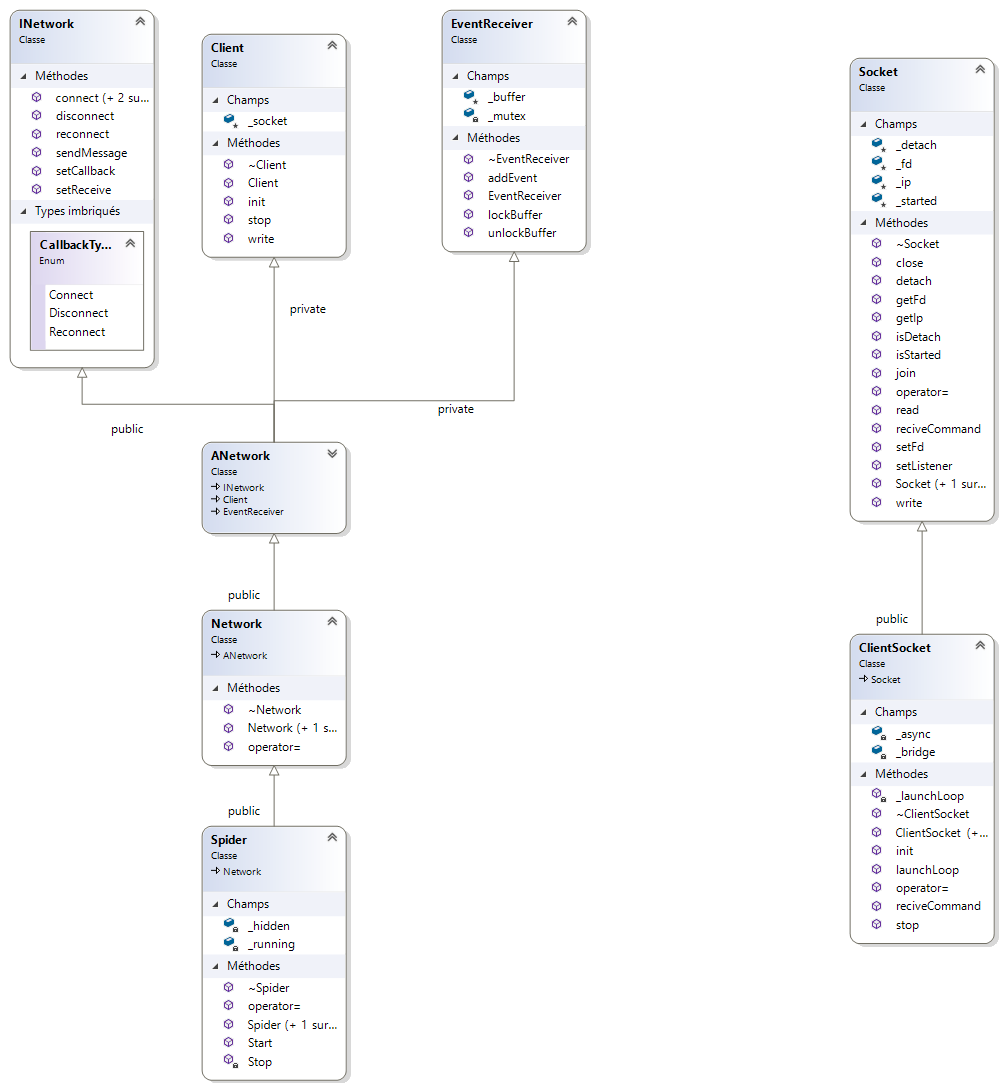 INetwork
Classe
Méthodes
connect (+ 2 su...
disconnect
reconnect
sendMessage
setCallback
setReceive
Types imbriqués
CallbackTy...
Enum
Connect
Disconnect
Reconnect
Client
Classe
Champs
_socket
Méthodes
~Client
Client
init
stop
write
EventReceiver
Classe
Champs
_buffer
_mutex
Méthodes
~EventReceiver
addEvent
EventReceiver
lockBuffer
unlockBuffer
public
private
private
ANetwork
Classe
INetwork
Client
EventReceiver
public
Network
Classe
ANetwork
Méthodes
~Network
Network (+ 1 s...
operator=
public
Spider
Classe
Network
Champs
_hidden
_running
Méthodes
~Spider
operator=
Spider (+ 1 sur...
Start
Stop
Socket
Classe
Champs
_detach
_fd
_ip
_started
Méthodes
~Socket
close
detach
getFd
getIp
isDetach
isStarted
join
operator=
read
reciveCommand
setFd
setListener
Socket (+ 1 sur...
write
public
ClientSocket
Classe
Socket
Champs
_async
_bridge
Méthodes
_launchLoop
~ClientSocket
ClientSocket (+...
init
launchLoop
operator=
reciveCommand
stop